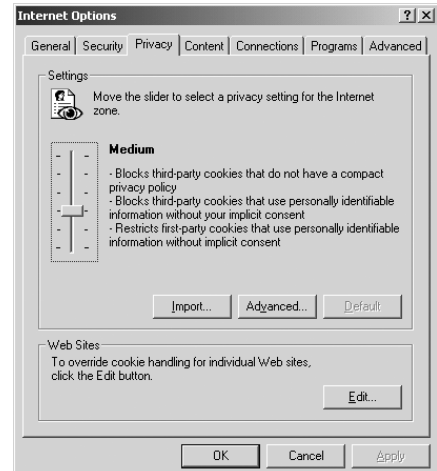 Internet Options
General Security Privacy Content Connections Programs Advanced
Settings
Move the slider to select a privacy setting for the Internet
zone.
Medium
- Blocks third-party cookies that do not have a compact
privacy policy
- Blocks third-party cookies that use personally identifiable
information without your implicit consent
- Restricts first-party cookies that use personally identifiable
information without implicit consent
Import... Advanced... Default
Web Sites
To override cookie handling for individual Web sites,
click the Edit button.
Edit...
OK Cancel Apply